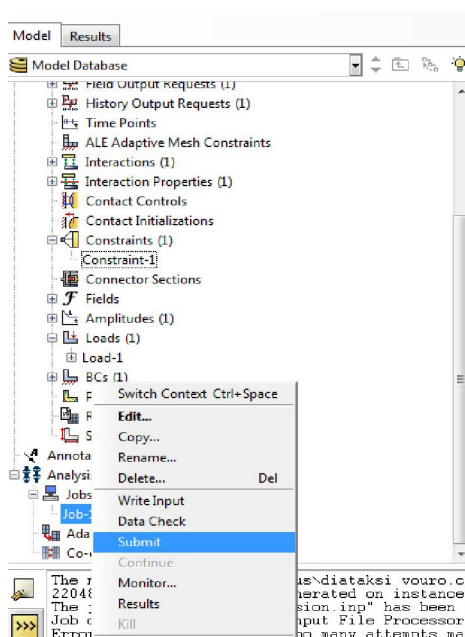 Model Results
Model Database
Field Output Requests (1)
History Output Requests (1)
Time Points
ALE Adaptive Mesh Constraints
Interactions (1)
Interaction Properties (1)
Contact Controls
Contact Initializations
Constraints (1)
Constraint-1
Connector Sections
Fields
Amplitudes (1)
Loads (1)
Load-1
BCs (1)
P
R
S
Annota
Analysi
Jobs
Job-
Ada
Co-
Switch Context Ctrl+Space
Edit...
Copy...
Rename...
Delete... Del
Write Input
Data Check
Submit
Continue
Monitor...
Results
Kill
The us\diataksi vouro.c
22048 nerated on instance
The sion.inp" has been
Job nput File Processor
Error oo many attempts ma